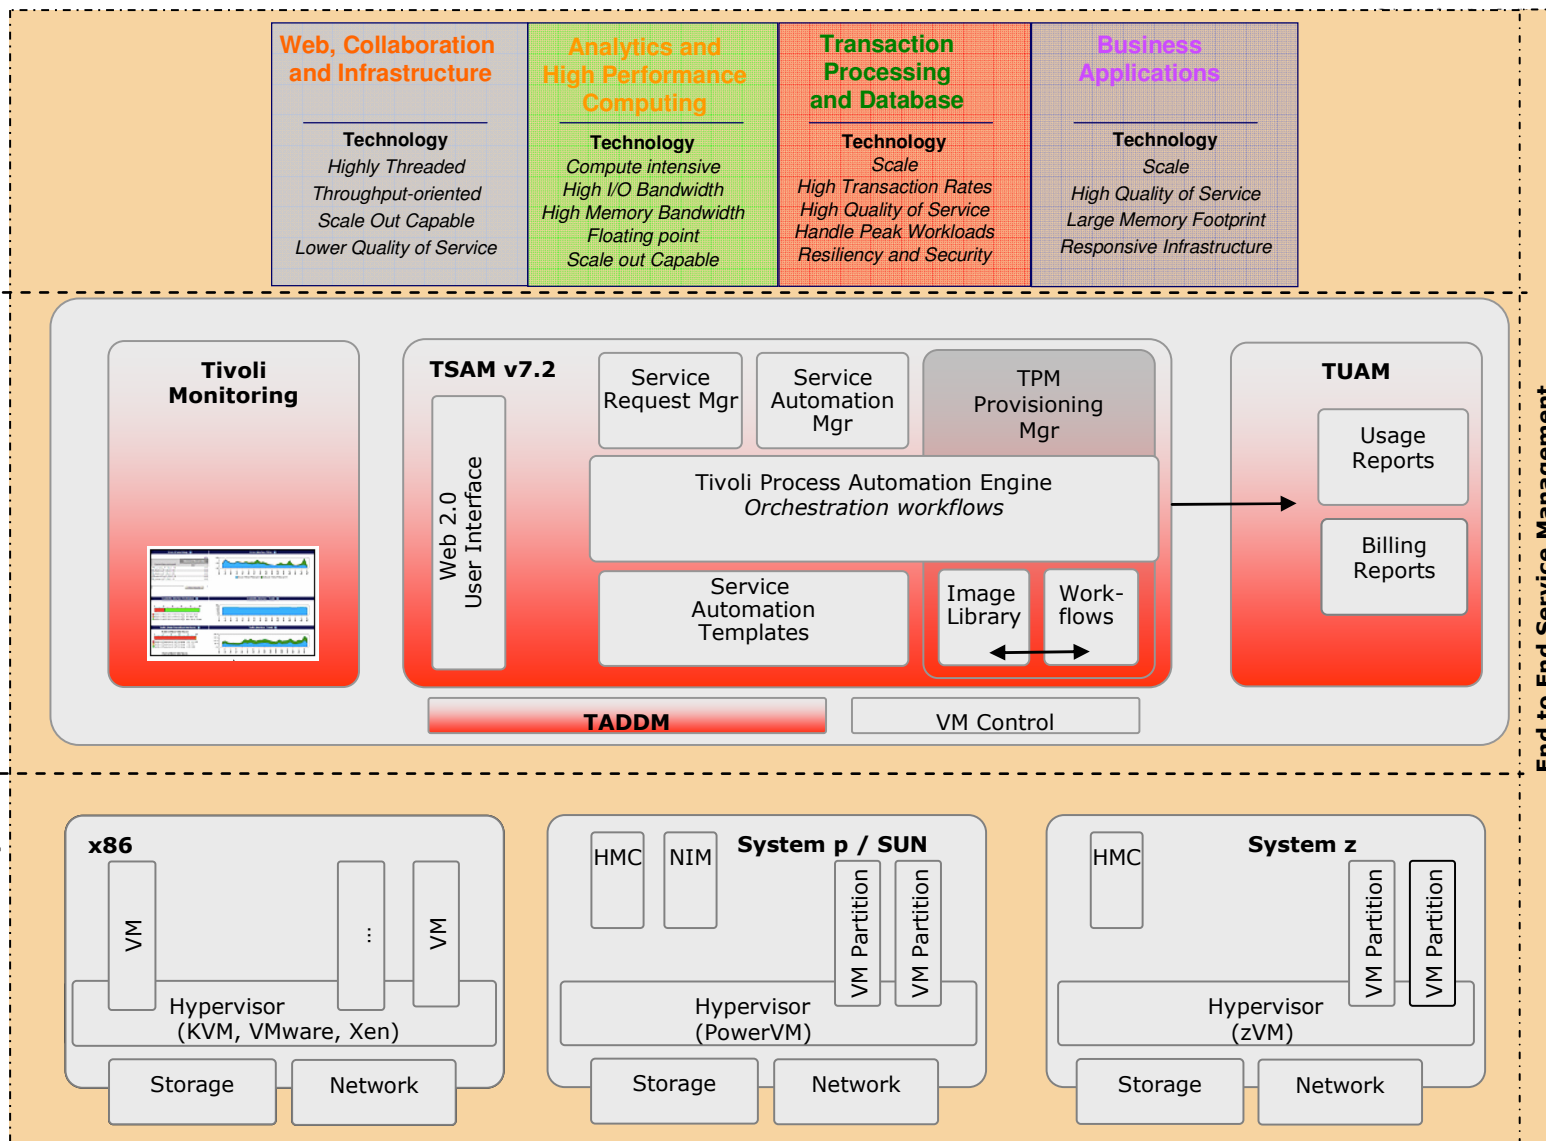 Web, Collaboration
and Infrastructure
Technology
Highly Threaded
Throughput-oriented
Scale Out Capable
Lower Quality of Service
Analytics and
High Performance
Computing
Technology
Compute intensive
High I/O Bandwidth
High Memory Bandwidth
Floating point
Scale out Capable
Transaction
Processing
and Database
Technology
Scale
High Transaction Rates
High Quality of Service
Handle Peak Workloads
Resiliency and Security
Business
Applications
Technology
Scale
High Quality of Service
Large Memory Footprint
Responsive Infrastructure
Tivoli
Monitoring
TSAM v7.2
Web 2.0
User Interface
Service
Request Mgr
Service
Automation
Mgr
TPM
Provisioning
Mgr
Tivoli Process Automation Engine
Orchestration workflows
Service
Automation
Templates
Image
Library
Work-
flows
TUAM
Usage
Reports
Billing
Reports
TADDM
VM Control
End to End Service Management
x86
VM
...
VM
Hypervisor
(KVM, VMware, Xen)
Storage
Network
HMC
NIM
System p / SUN
VM Partition
VM Partition
Hypervisor
(PowerVM)
Storage
Network
HMC
System z
VM Partition
VM Partition
Hypervisor
(zVM)
Storage
Network